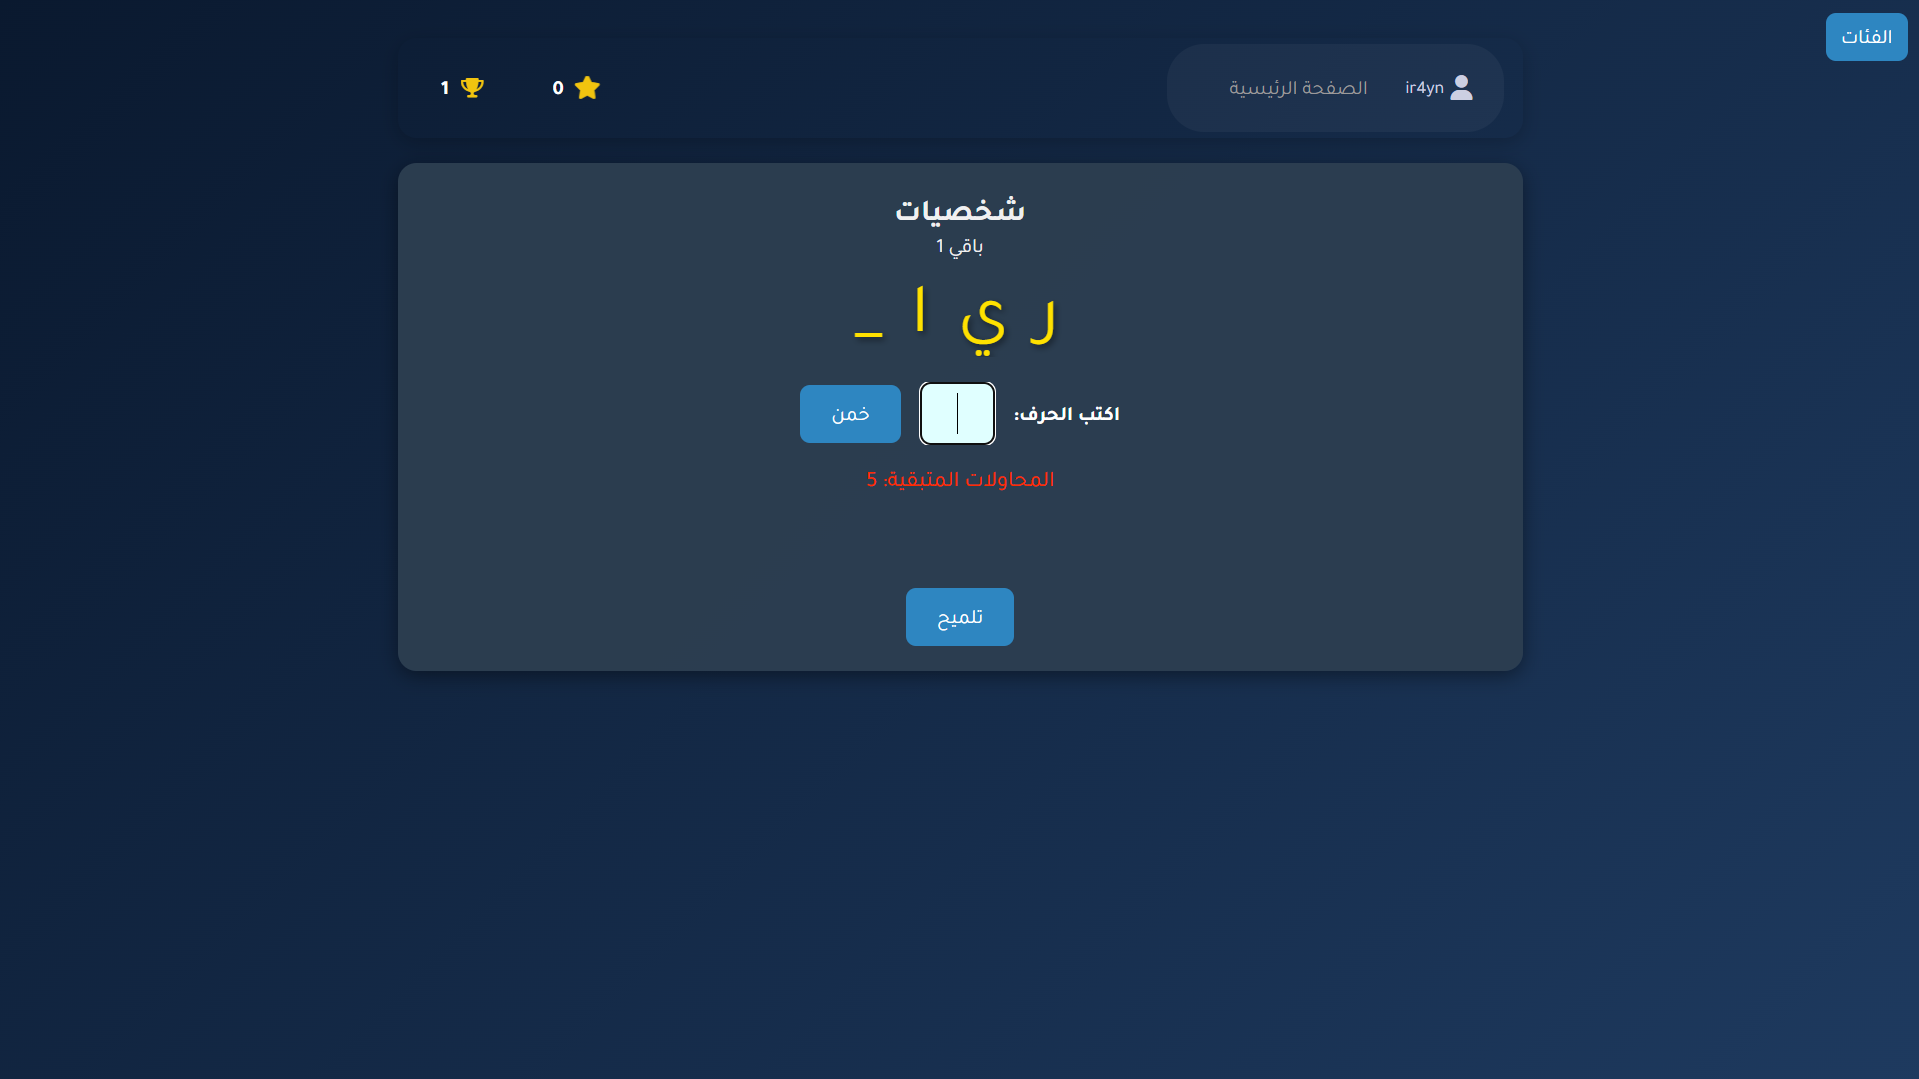 الفئات
ir4yn الصفحة الرئيسية 0 1
شخصيات
باقي 1
ر ي ا _
اكتب الحرف: خمن
المحاولات المتبقية: 5
تلميح